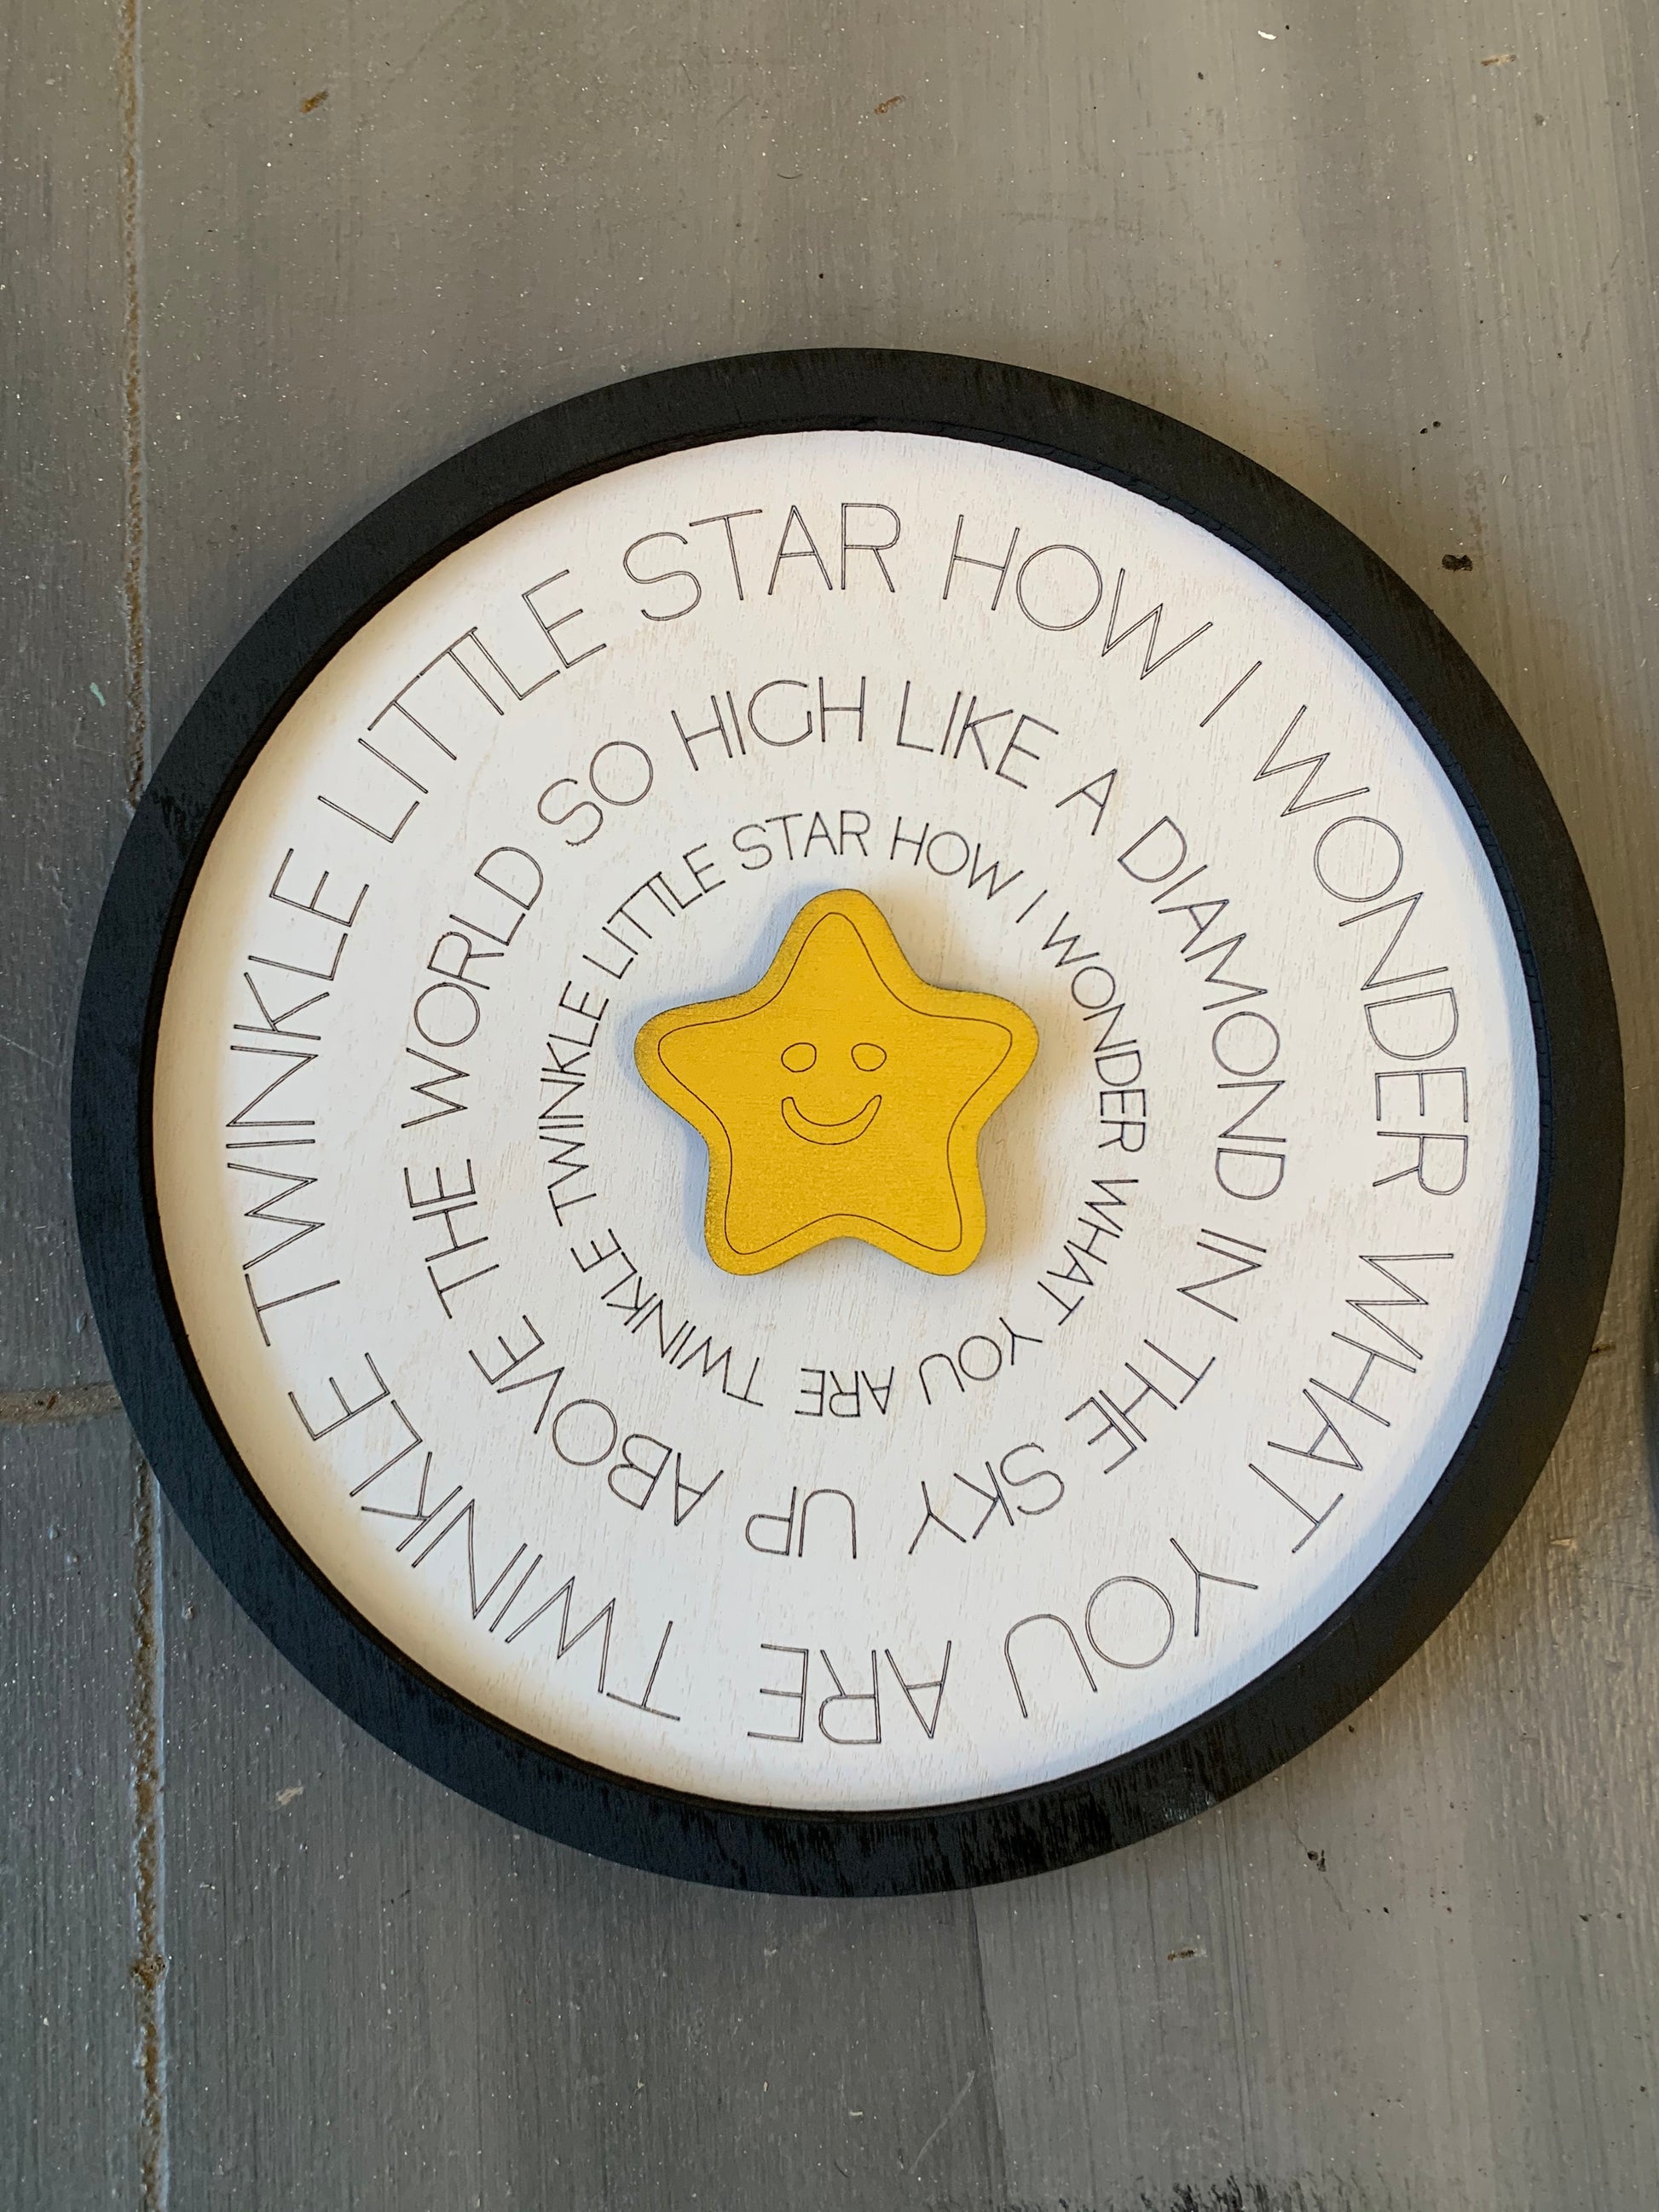 TWINKLE TWINKLE LITTLE STAR HOW I WONDER WHAT YOU ARE
UP ABOVE THE WORLD SO HIGH LIKE A DIAMOND IN THE SKY
TWINKLE TWINKLE LITTLE STAR HOW I WONDER WHAT YOU ARE